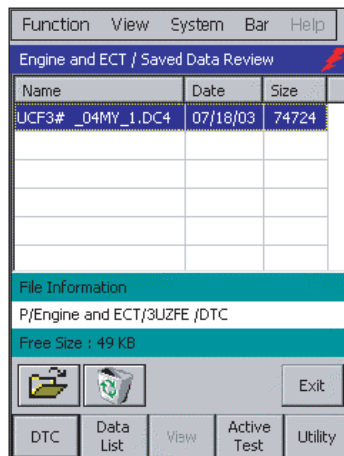 Function View System Bar Help
Engine and ECT / Saved Data Review
Name Date Size
UCF3# _04MY_1.DC4 07/18/03 74724
File Information
P/Engine and ECT/3UZFE /DTC
Free Size : 49 KB
Exit
DTC Data List View Active Test Utility